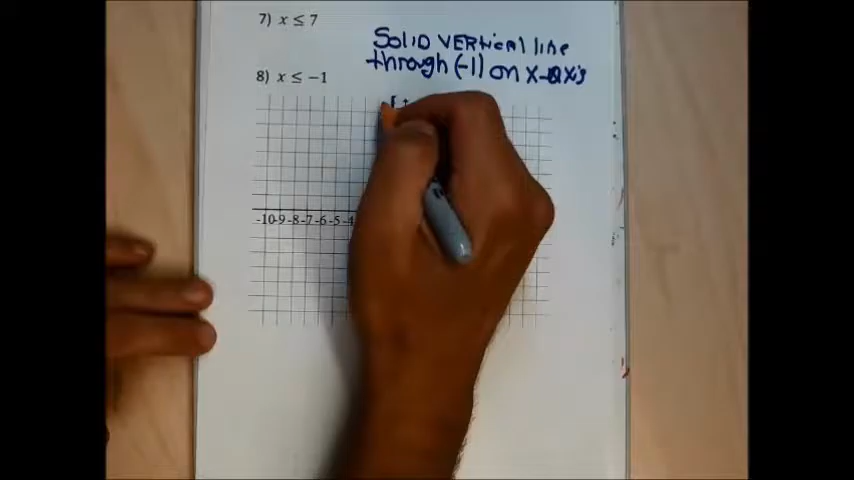 7) x ≤ 7
Solid VERtical line
through (-1) on x-axis
8) x ≤ -1
-10-9-8-7-6-5-4